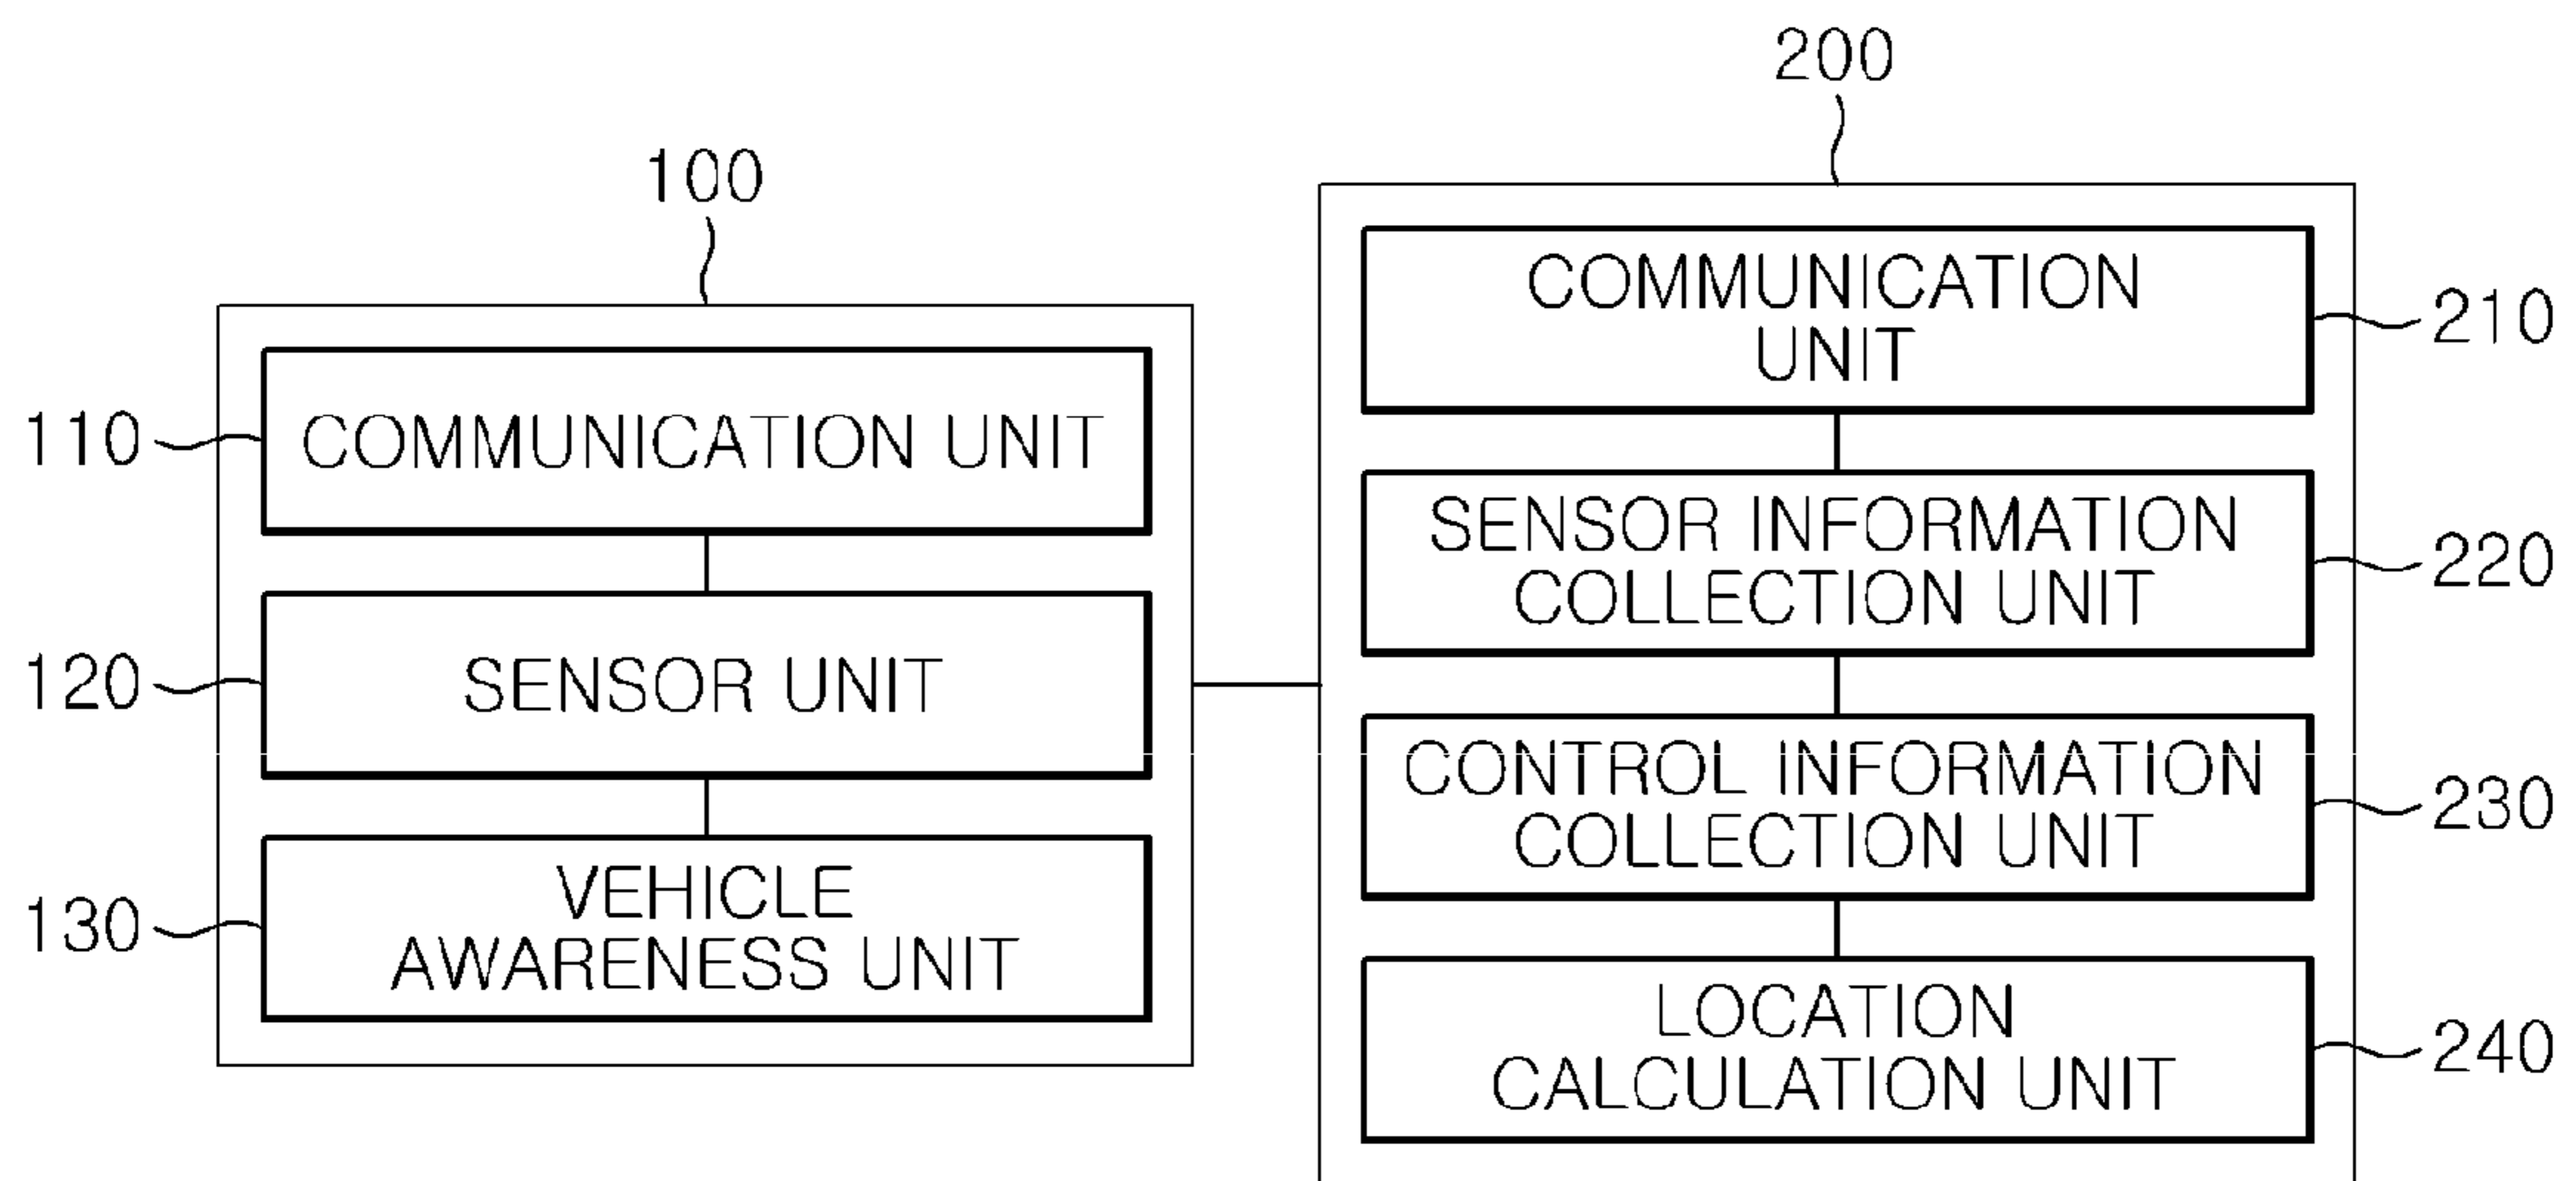 100
110
COMMUNICATION UNIT
120
SENSOR UNIT
130
VEHICLE
AWARENESS UNIT
200
COMMUNICATION
UNIT
210
SENSOR INFORMATION
COLLECTION UNIT
220
CONTROL INFORMATION
COLLECTION UNIT
230
LOCATION
CALCULATION UNIT
240